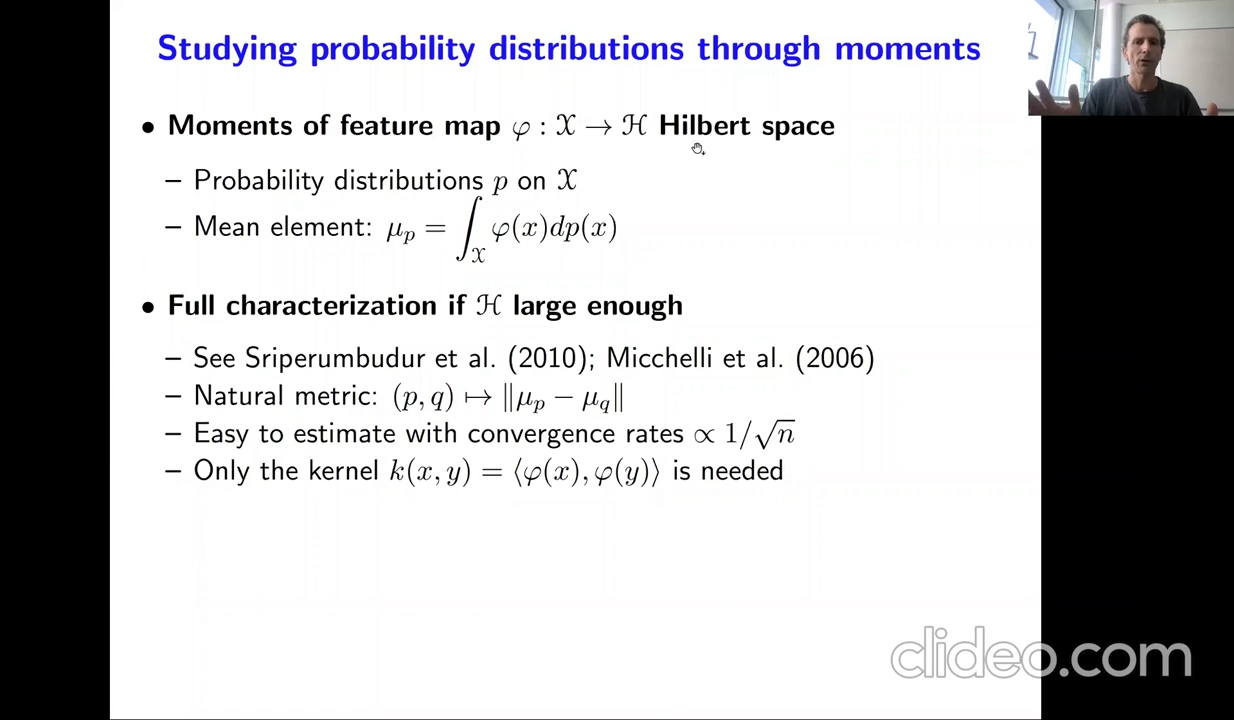 Studying probability distributions through moments
• Moments of feature map φ : 𝒳 → ℋ Hilbert space
– Probability distributions p on 𝒳
– Mean element: μ_p = ∫_𝒳 φ(x)dp(x)
• Full characterization if ℋ large enough
– See Sriperumbudur et al. (2010); Micchelli et al. (2006)
– Natural metric: (p, q) ↦ ‖μ_p − μ_q‖
– Easy to estimate with convergence rates ∝ 1/√n
– Only the kernel k(x, y) = ⟨φ(x), φ(y)⟩ is needed
clideo.com